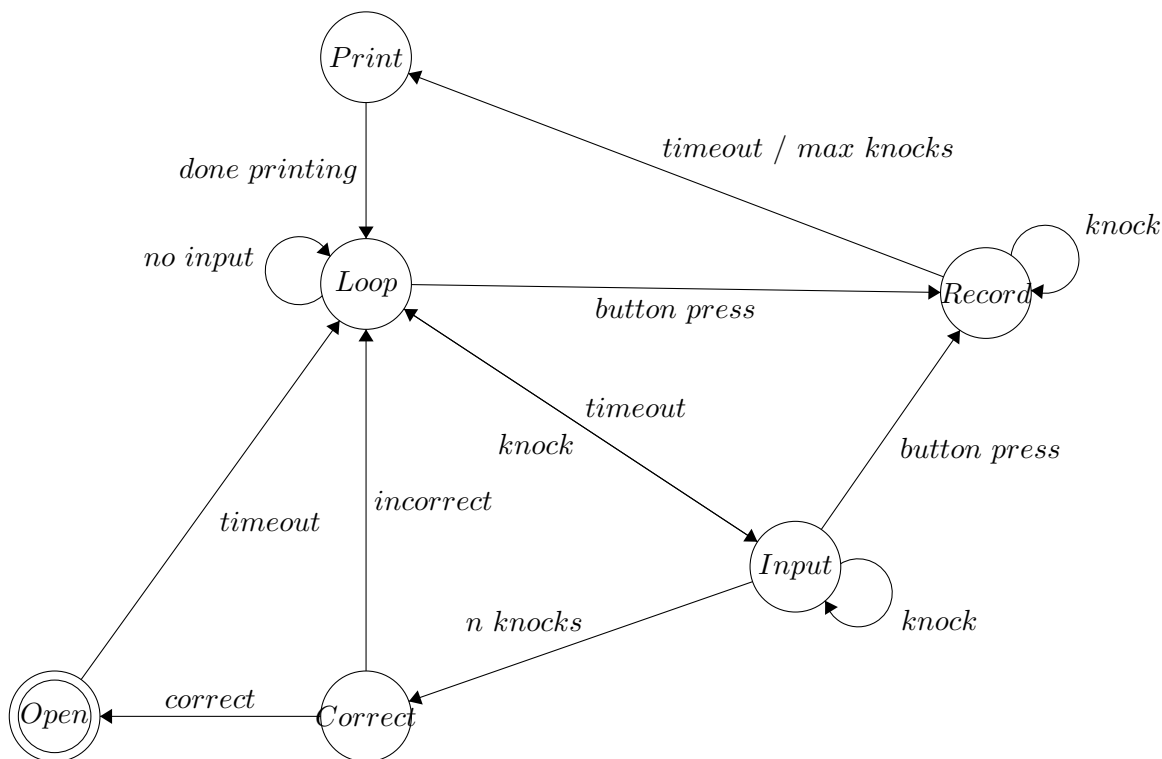 Print
timeout / max knocks
done printing
knock
no input
Loop
Record
button press
timeout
knock
button press
incorrect
timeout
Input
n knocks
knock
correct
Open
Correct